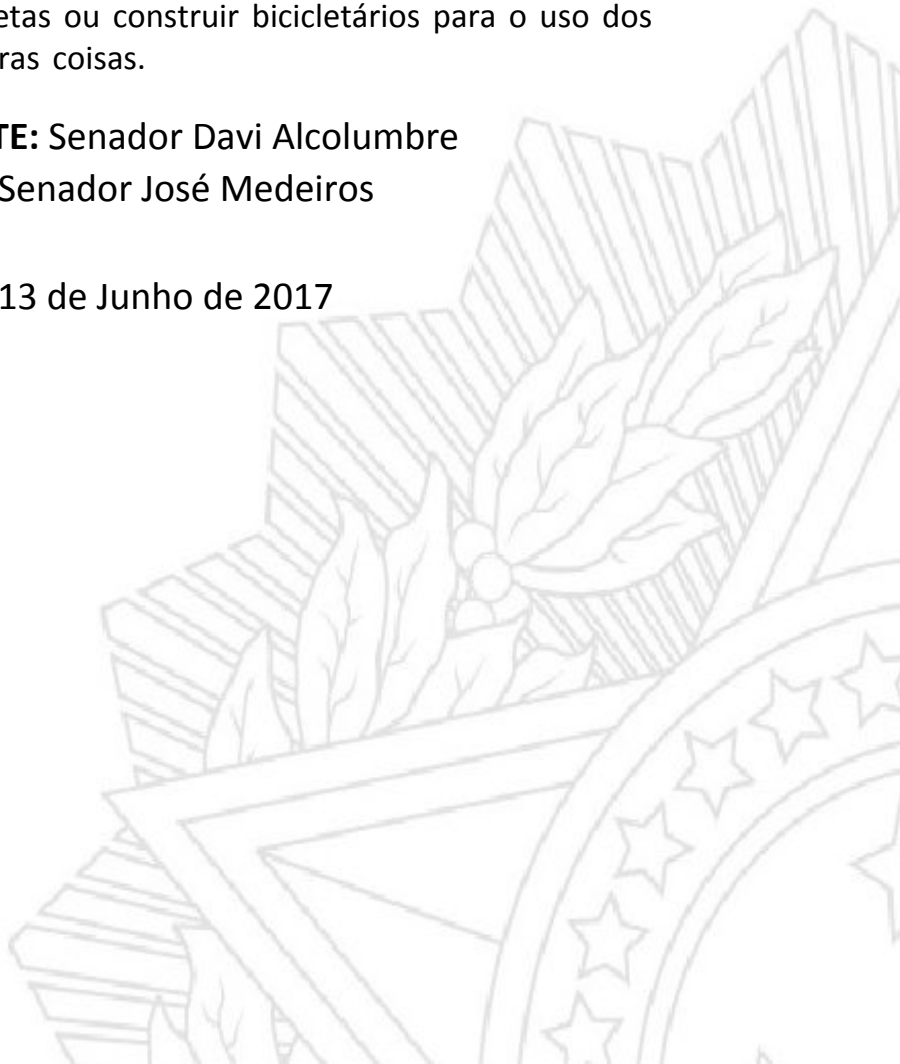 etas ou construir bicicletários para o uso dos
ras coisas.
TE: Senador Davi Alcolumbre
Senador José Medeiros
13 de Junho de 2017